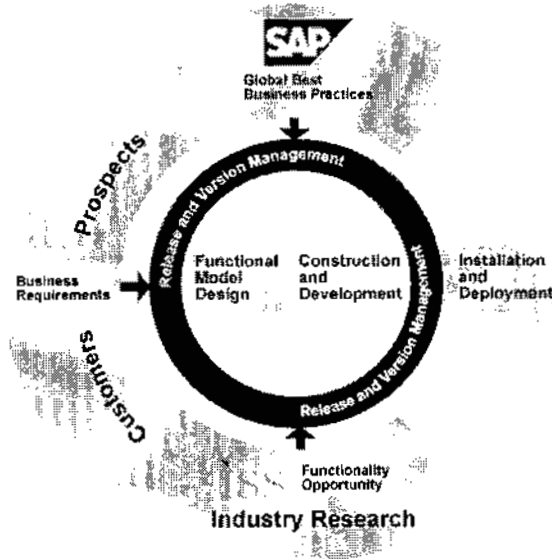 SAP
Global Best
Business Practices
Prospects
Release and Version Management
Functional
Model
Design
Construction
and
Development
Installation
and
Deployment
Business
Requirements
Customers
Release and Version Management
Functionality
Opportunity
Industry Research